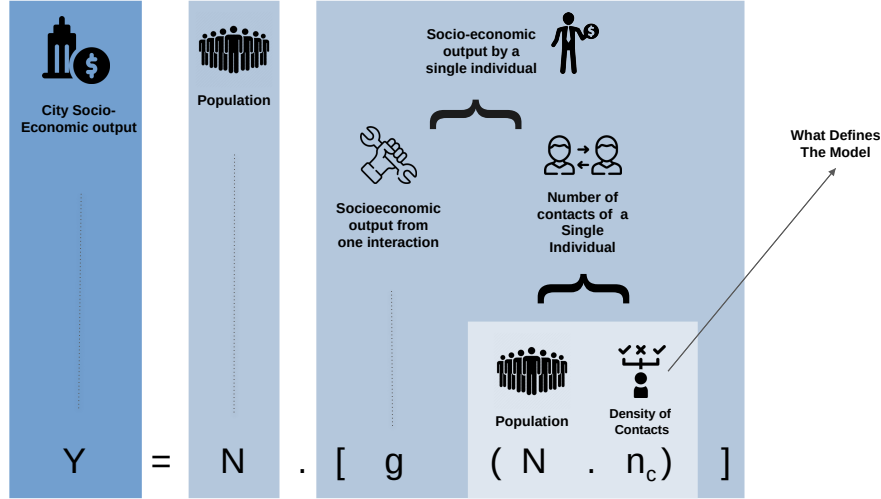 City Socio-
Economic output
Population
Socio-economic
output by a
single individual
Socioeconomic
output from
one interaction
Number of
contacts of a
Single
Individual
What Defines
The Model
Population
Density of
Contacts
Y = N . [ g ( N . n_c ) ]